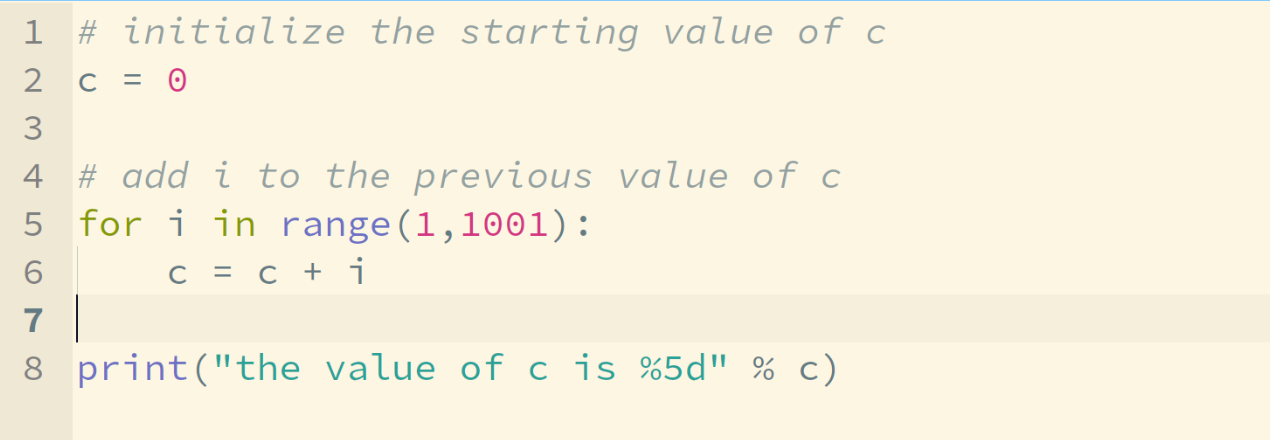 1 # initialize the starting value of c
2 c = 0
3
4 # add i to the previous value of c
5 for i in range(1,1001):
6     c = c + i
7
8 print("the value of c is %5d" % c)